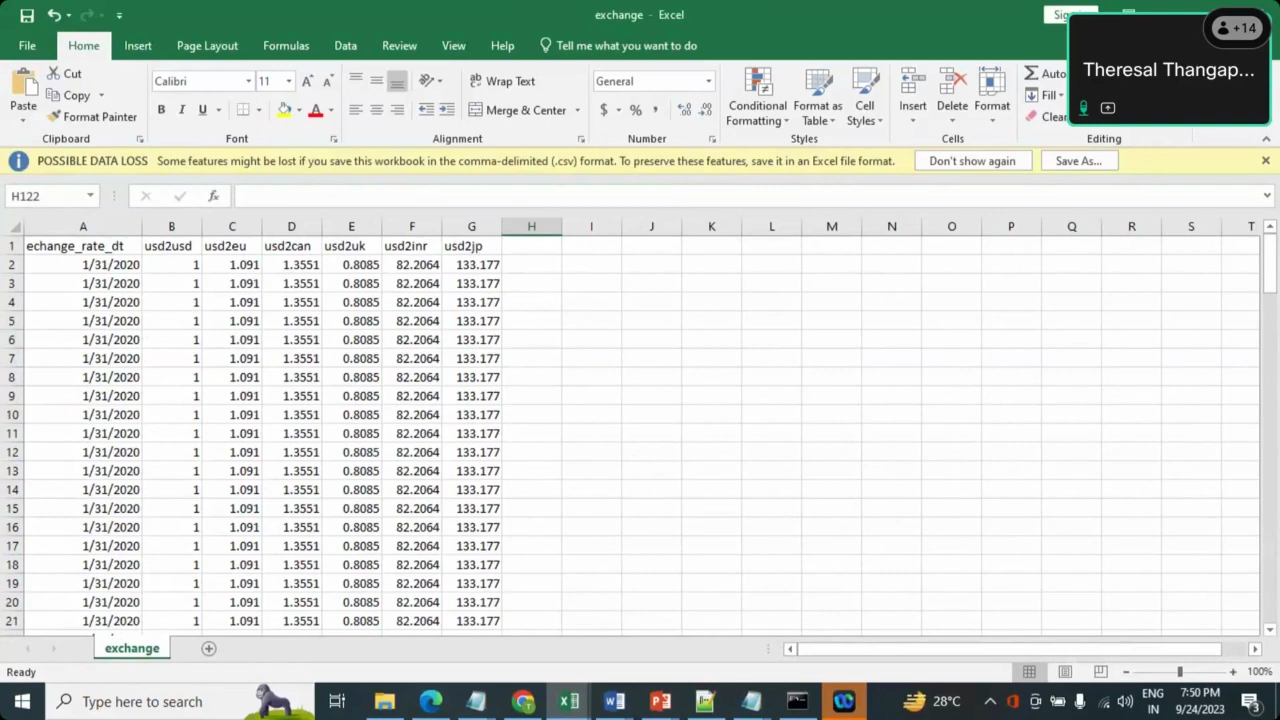 exchange - Excel
File Home Insert Page Layout Formulas Data Review View Help Tell me what you want to do
+14
Theresal Thangap...
Paste
Cut
Copy
Format Painter
Clipboard
Calibri 11
B I U A
Font
Wrap Text
Merge & Center
Alignment
General
$ % ,
Number
Conditional Formatting
Format as Table
Cell Styles
Styles
Insert Delete Format
Cells
Auto
Fill
Clear
Editing
POSSIBLE DATA LOSS Some features might be lost if you save this workbook in the comma-delimited (.csv) format. To preserve these features, save it in an Excel file format. Don't show again Save As...
H122 fx
A B C D E F G H I J K L M N O P Q R S T
1 echange_rate_dt usd2usd usd2eu usd2can usd2uk usd2inr usd2jp
2 1/31/2020 1 1.091 1.3551 0.8085 82.2064 133.177
3 1/31/2020 1 1.091 1.3551 0.8085 82.2064 133.177
4 1/31/2020 1 1.091 1.3551 0.8085 82.2064 133.177
5 1/31/2020 1 1.091 1.3551 0.8085 82.2064 133.177
6 1/31/2020 1 1.091 1.3551 0.8085 82.2064 133.177
7 1/31/2020 1 1.091 1.3551 0.8085 82.2064 133.177
8 1/31/2020 1 1.091 1.3551 0.8085 82.2064 133.177
9 1/31/2020 1 1.091 1.3551 0.8085 82.2064 133.177
10 1/31/2020 1 1.091 1.3551 0.8085 82.2064 133.177
11 1/31/2020 1 1.091 1.3551 0.8085 82.2064 133.177
12 1/31/2020 1 1.091 1.3551 0.8085 82.2064 133.177
13 1/31/2020 1 1.091 1.3551 0.8085 82.2064 133.177
14 1/31/2020 1 1.091 1.3551 0.8085 82.2064 133.177
15 1/31/2020 1 1.091 1.3551 0.8085 82.2064 133.177
16 1/31/2020 1 1.091 1.3551 0.8085 82.2064 133.177
17 1/31/2020 1 1.091 1.3551 0.8085 82.2064 133.177
18 1/31/2020 1 1.091 1.3551 0.8085 82.2064 133.177
19 1/31/2020 1 1.091 1.3551 0.8085 82.2064 133.177
20 1/31/2020 1 1.091 1.3551 0.8085 82.2064 133.177
21 1/31/2020 1 1.091 1.3551 0.8085 82.2064 133.177
exchange
Ready 100%
Type here to search
28°C
ENG
IN
7:50 PM
9/24/2023
3